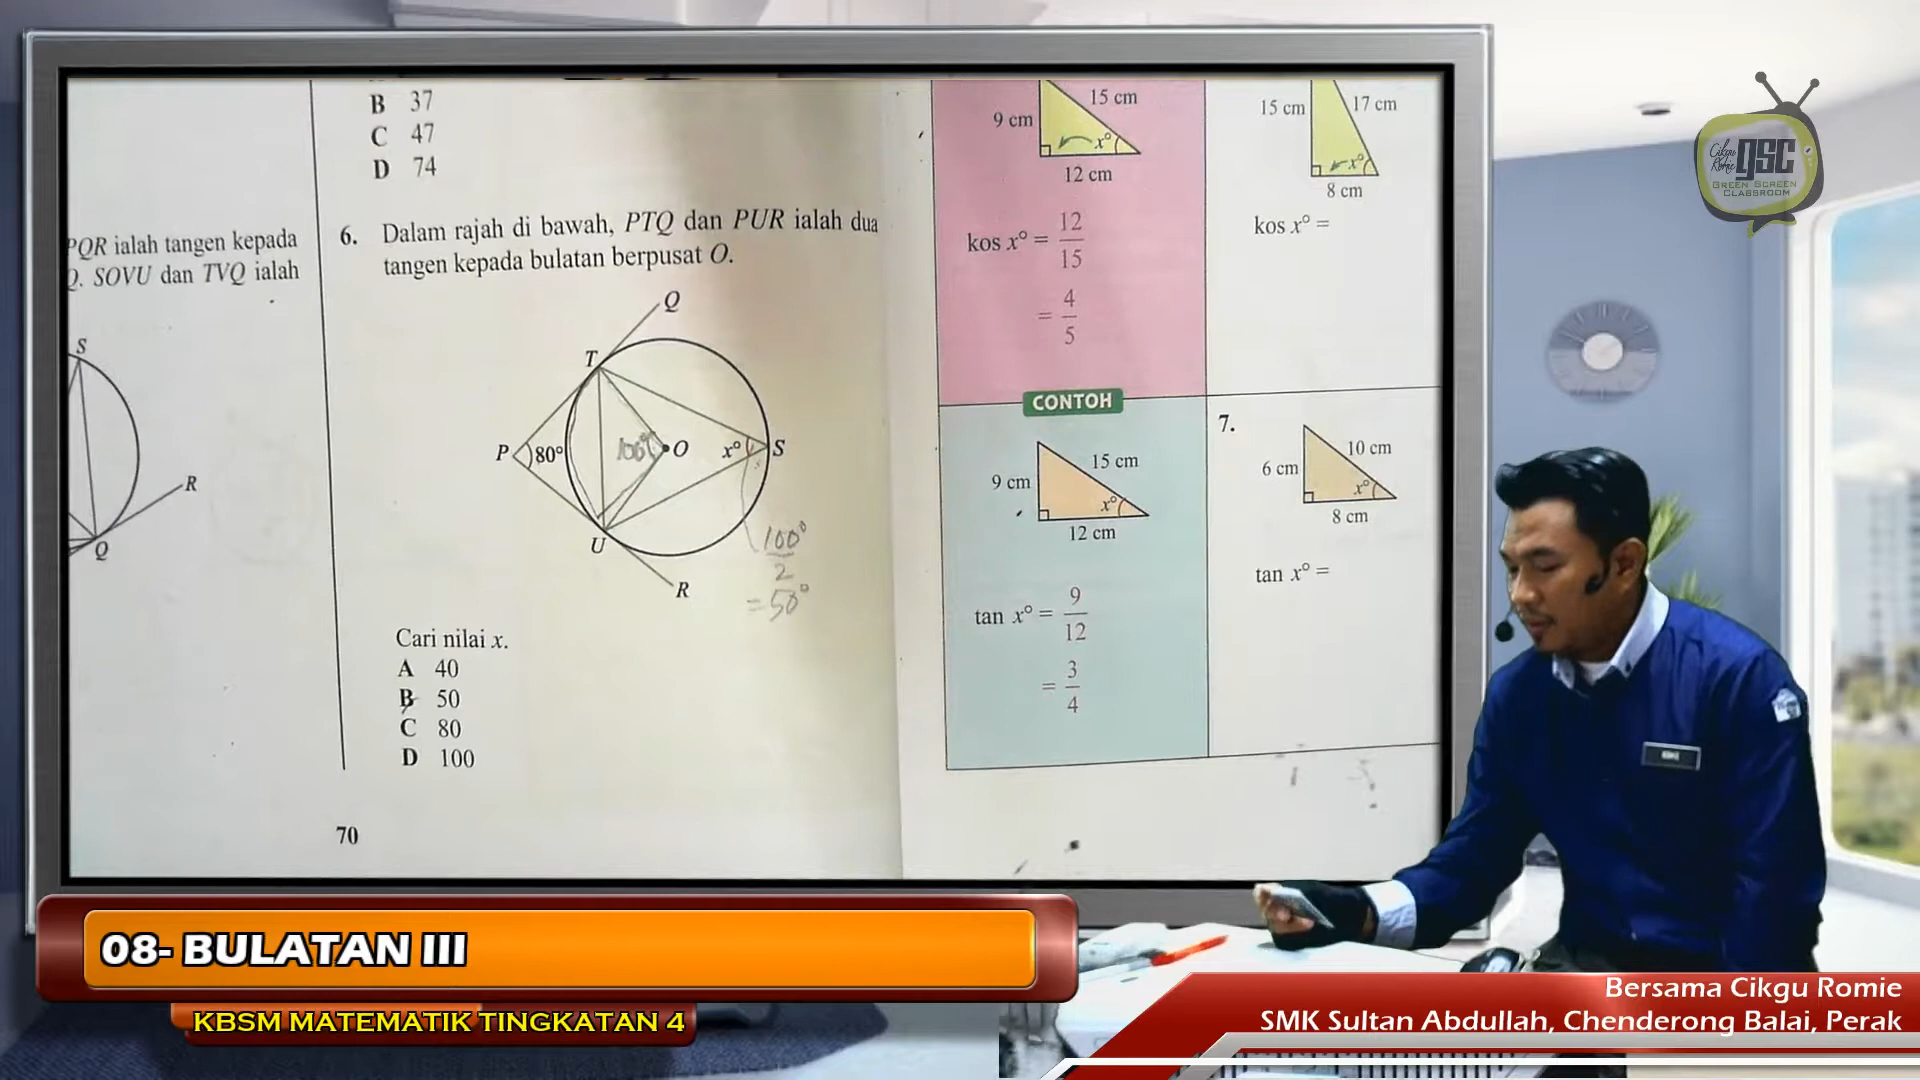 B 37
C 47
D 74
PQR ialah tangen kepada
Q. SOVU dan TVQ ialah
S
R
Q
6. Dalam rajah di bawah, PTQ dan PUR ialah dua
tangen kepada bulatan berpusat O.
Q
T
P
80°
100°
O
x°
S
U
R
100°
2
= 50°
Cari nilai x.
A 40
B 50
C 80
D 100
70
9 cm
15 cm
x°
12 cm
kos x° = 12/15
= 4/5
15 cm
17 cm
x°
8 cm
kos x° =
CONTOH
9 cm
15 cm
x°
12 cm
tan x° = 9/12
= 3/4
7.
6 cm
10 cm
x°
8 cm
tan x° =
Cikgu
Romie
gsc
GREEN SCREEN
CLASSROOM
08- BULATAN III
KBSM MATEMATIK TINGKATAN 4
Bersama Cikgu Romie
SMK Sultan Abdullah, Chenderong Balai, Perak